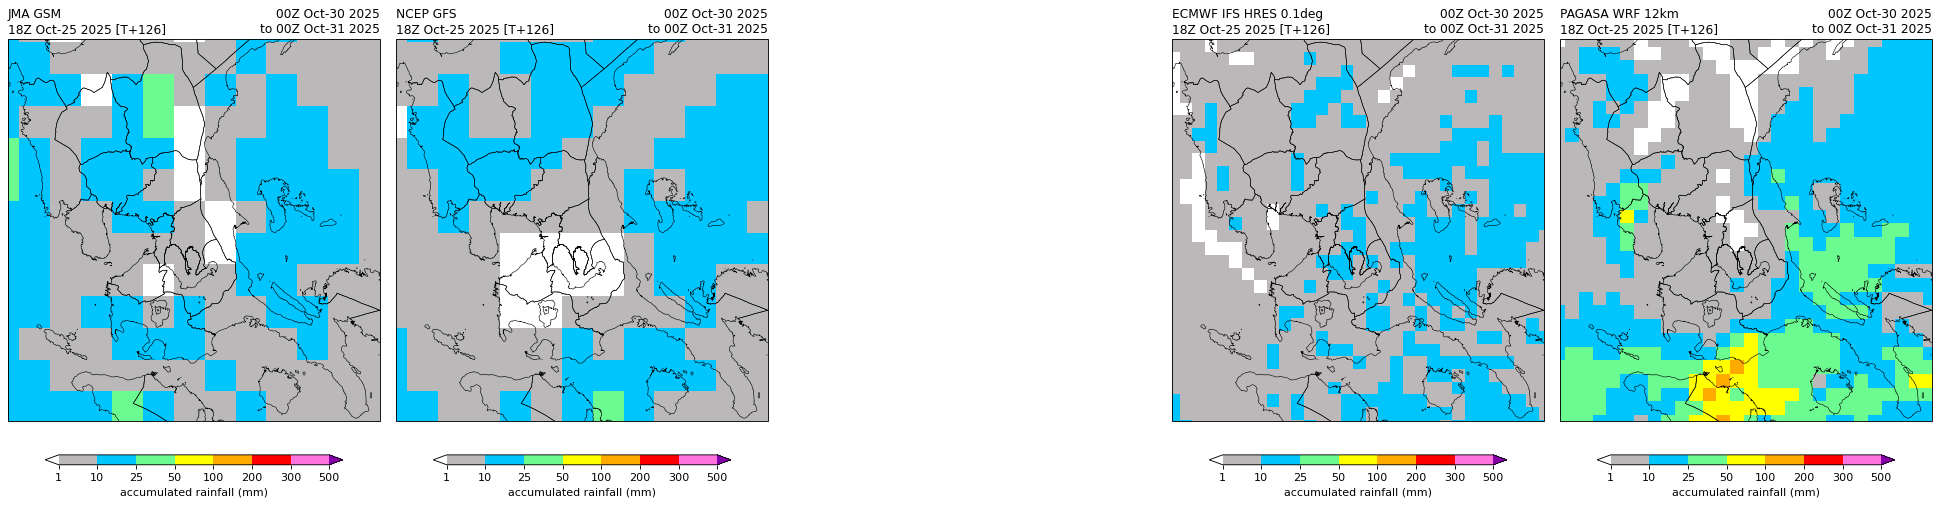 JMA GSM 00Z Oct-30 2025
18Z Oct-25 2025 [T+126] to 00Z Oct-31 2025
1 10 25 50 100 200 300 500
accumulated rainfall (mm)
NCEP GFS 00Z Oct-30 2025
18Z Oct-25 2025 [T+126] to 00Z Oct-31 2025
1 10 25 50 100 200 300 500
accumulated rainfall (mm)
ECMWF IFS HRES 0.1deg 00Z Oct-30 2025
18Z Oct-25 2025 [T+126] to 00Z Oct-31 2025
1 10 25 50 100 200 300 500
accumulated rainfall (mm)
PAGASA WRF 12km 00Z Oct-30 2025
18Z Oct-25 2025 [T+126] to 00Z Oct-31 2025
1 10 25 50 100 200 300 500
accumulated rainfall (mm)